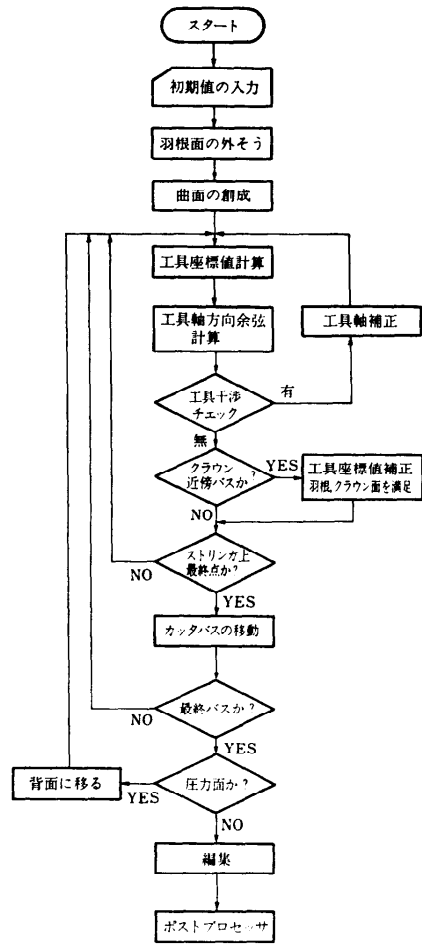 スタート
初期値の入力
羽根面の外そう
曲面の創成
工具座標値計算
工具軸方向余弦
計算
工具軸補正
工具干渉
チェック
有
無
クラウン
近傍パスか?
YES
工具座標値補正
羽根,クラウン面を満足
NO
ストリンガ上
最終点か?
NO
YES
カッタパスの移動
最終パスか?
NO
YES
圧力面か?
YES
背面に移る
NO
編集
ポストプロセッサ